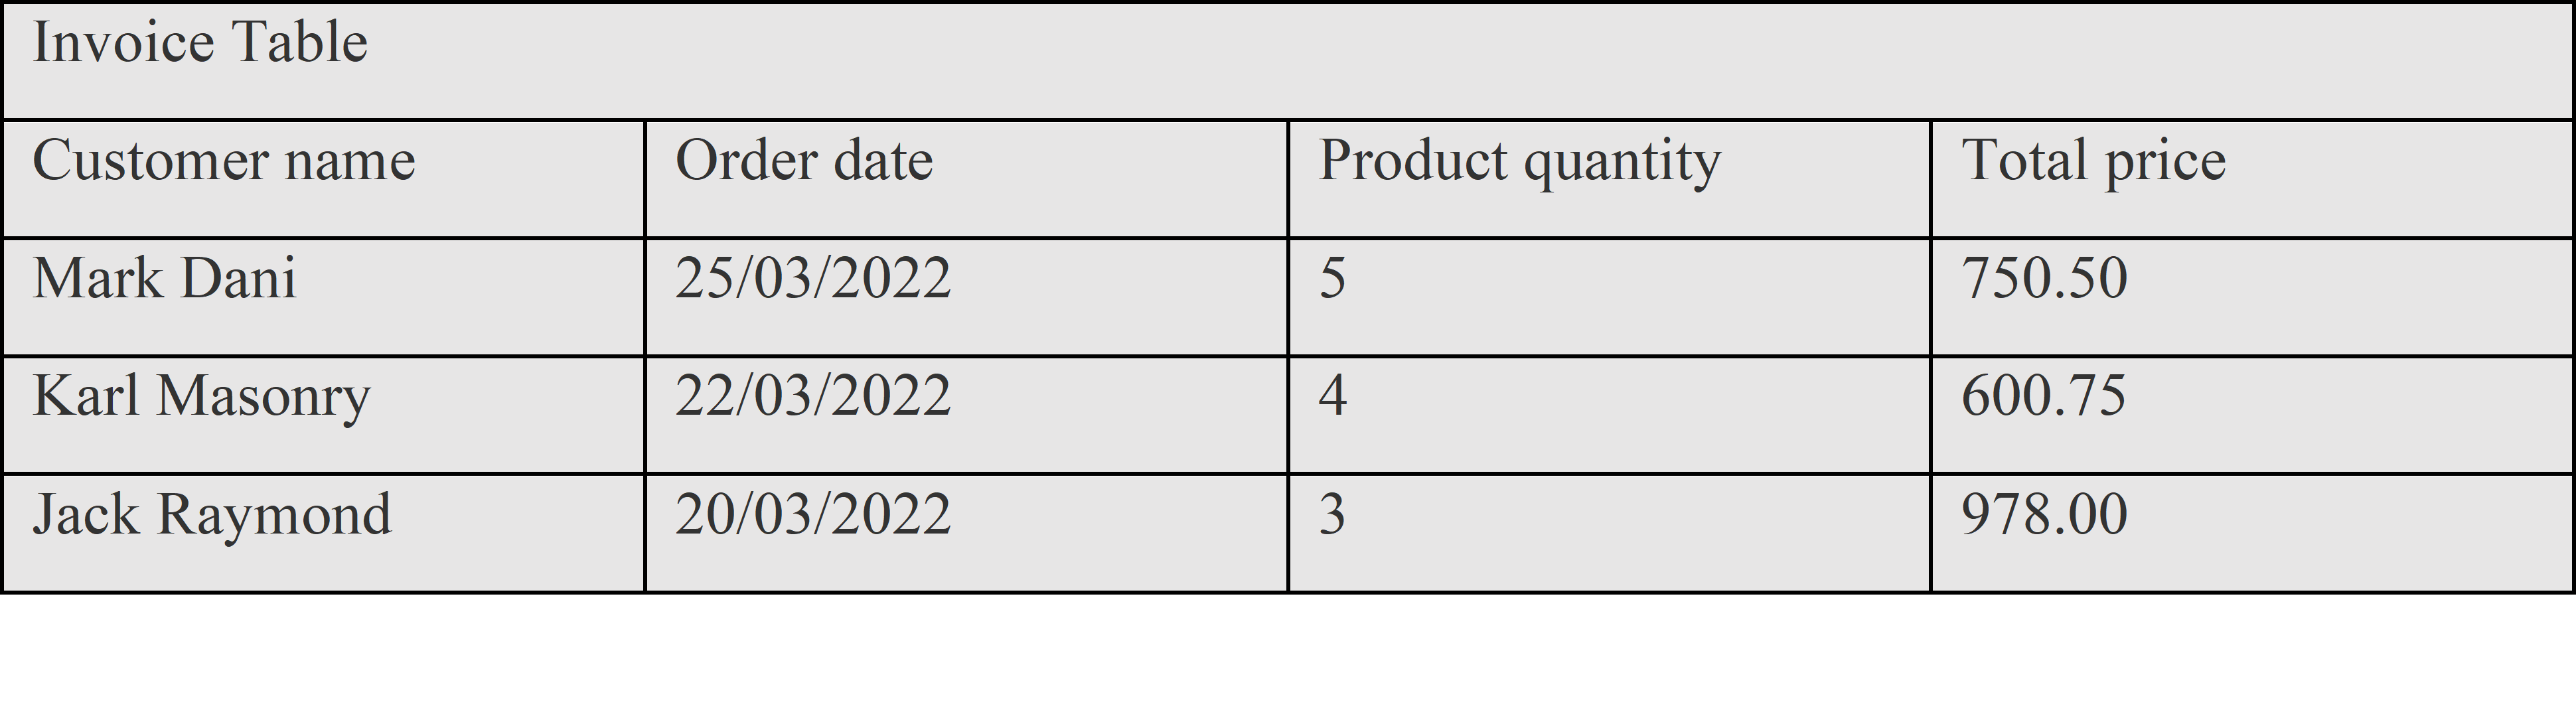 Invoice Table
Customer name Order date Product quantity Total price
Mark Dani 25/03/2022 5 750.50
Karl Masonry 22/03/2022 4 600.75
Jack Raymond 20/03/2022 3 978.00